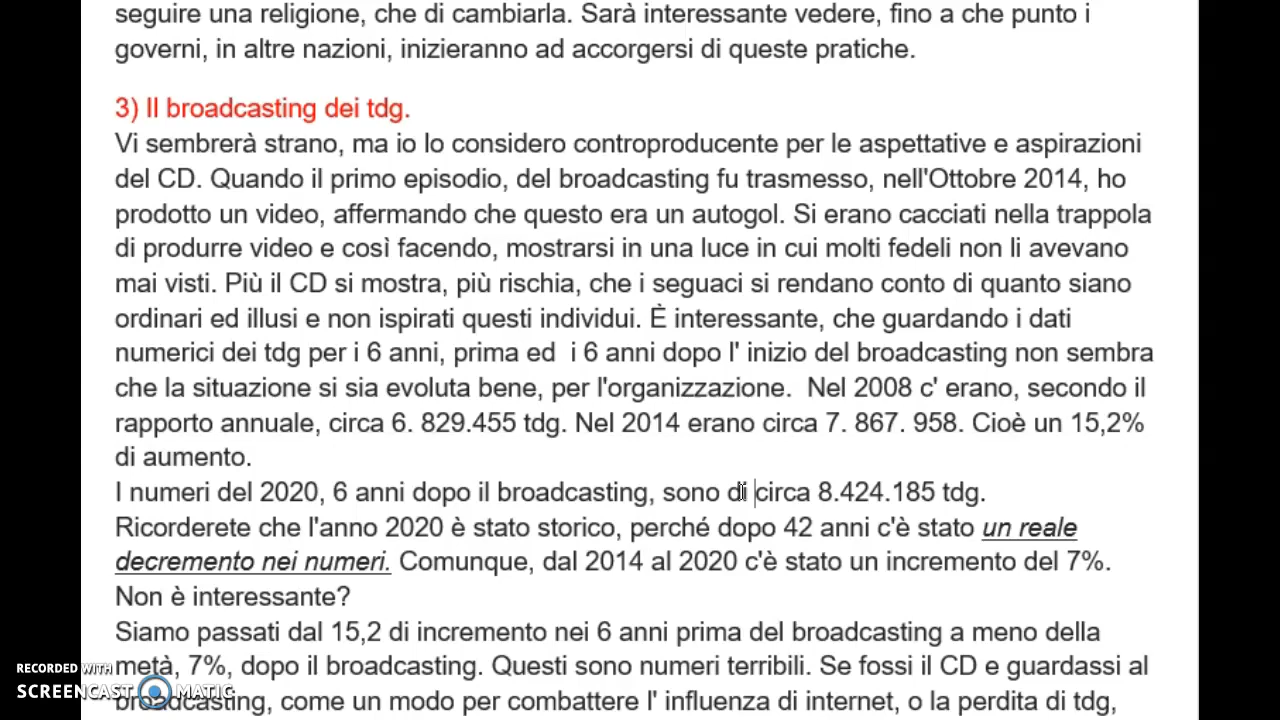 seguire una religione, che di cambiarla. Sarà interessante vedere, fino a che punto i
governi, in altre nazioni, inizieranno ad accorgersi di queste pratiche.
3) Il broadcasting dei tdg.
Vi sembrerà strano, ma io lo considero controproducente per le aspettative e aspirazioni
del CD. Quando il primo episodio, del broadcasting fu trasmesso, nell'Ottobre 2014, ho
prodotto un video, affermando che questo era un autogol. Si erano cacciati nella trappola
di produrre video e così facendo, mostrarsi in una luce in cui molti fedeli non li avevano
mai visti. Più il CD si mostra, più rischia, che i seguaci si rendano conto di quanto siano
ordinari ed illusi e non ispirati questi individui. È interessante, che guardando i dati
numerici dei tdg per i 6 anni, prima ed  i 6 anni dopo l' inizio del broadcasting non sembra
che la situazione si sia evoluta bene, per l'organizzazione.  Nel 2008 c' erano, secondo il
rapporto annuale, circa 6. 829.455 tdg. Nel 2014 erano circa 7. 867. 958. Cioè un 15,2%
di aumento.
I numeri del 2020, 6 anni dopo il broadcasting, sono di circa 8.424.185 tdg.
Ricorderete che l'anno 2020 è stato storico, perché dopo 42 anni c'è stato un reale
decremento nei numeri. Comunque, dal 2014 al 2020 c'è stato un incremento del 7%.
Non è interessante?
Siamo passati dal 15,2 di incremento nei 6 anni prima del broadcasting a meno della
metà, 7%, dopo il broadcasting. Questi sono numeri terribili. Se fossi il CD e guardassi al
broadcasting, come un modo per combattere l' influenza di internet, o la perdita di tdg,
RECORDED WITH
SCREENCAST MATIC